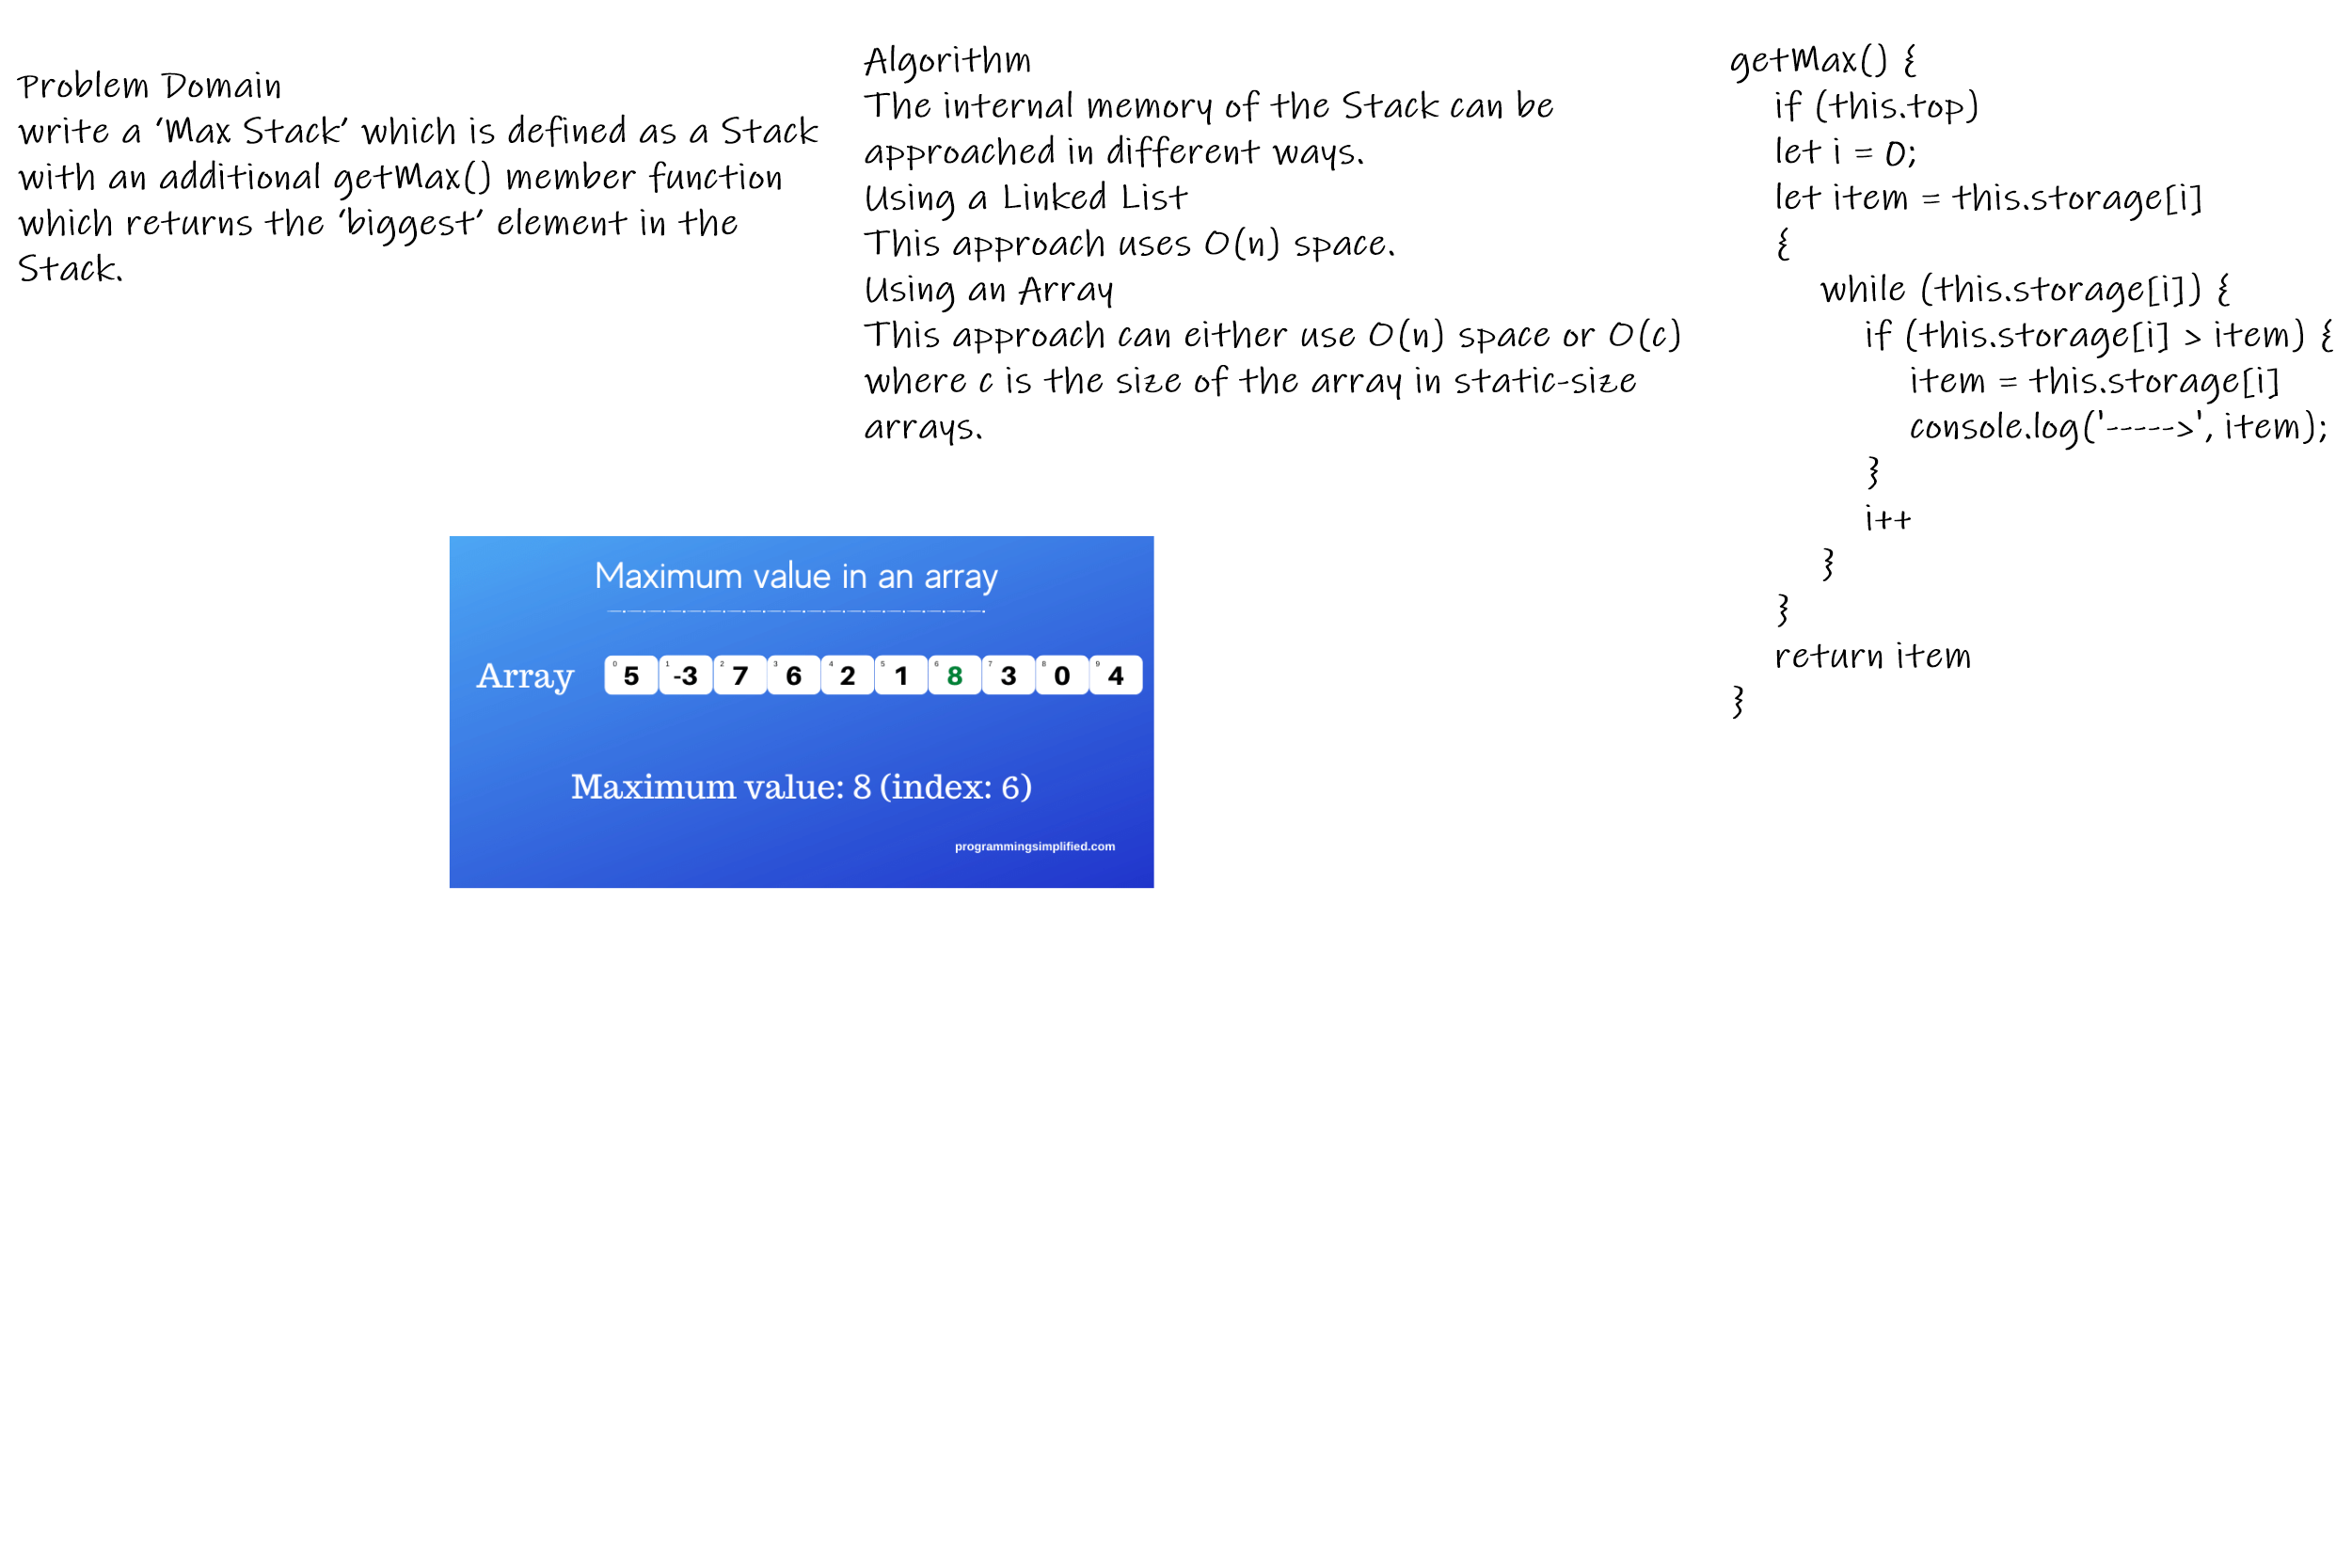 Problem Domain
write a ‘Max Stack’ which is defined as a Stack
with an additional getMax() member function
which returns the ‘biggest’ element in the
Stack.
Algorithm
The internal memory of the Stack can be
approached in different ways.
Using a Linked List
This approach uses O(n) space.
Using an Array
This approach can either use O(n) space or O(c)
where c is the size of the array in static-size
arrays.
getMax() {
if (this.top)
let i = 0;
let item = this.storage[i]
{
while (this.storage[i]) {
if (this.storage[i] > item) {
item = this.storage[i]
console.log('----->', item);
}
i++
}
}
return item
}
Maximum value in an array
Array
0 1 2 3 4 5 6 7 8 9
5 -3 7 6 2 1 8 3 0 4
Maximum value: 8 (index: 6)
programmingsimplified.com